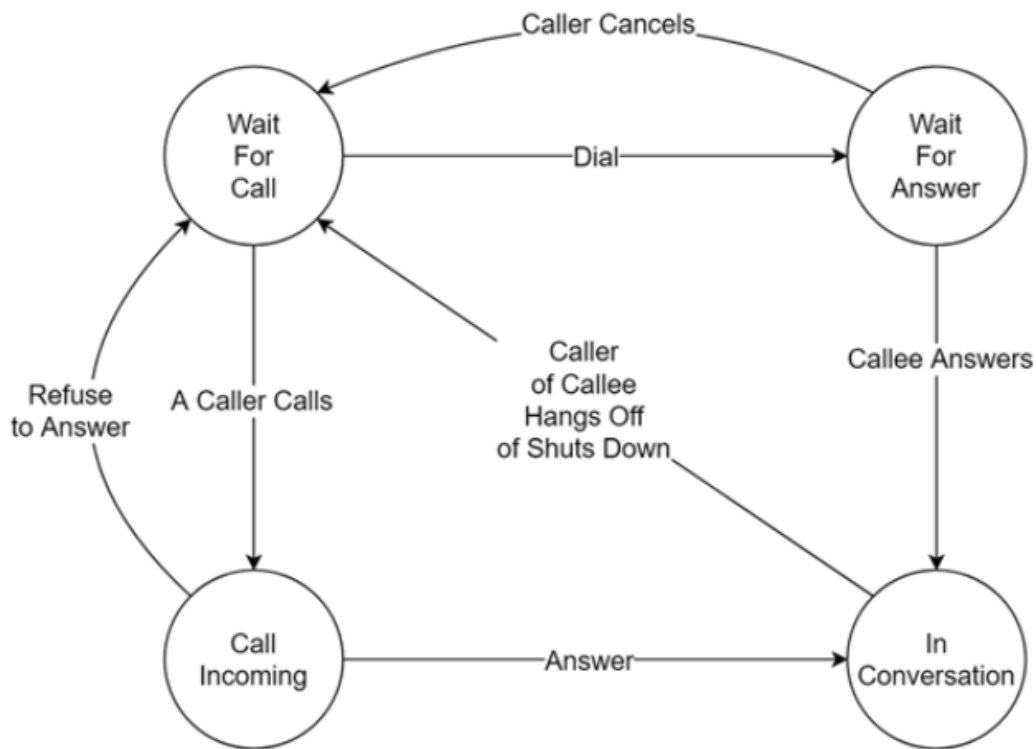 Caller Cancels
Wait
For
Call
Dial
Wait
For
Answer
Refuse
to Answer
A Caller Calls
Caller
of Callee
Hangs Off
of Shuts Down
Callee Answers
Call
Incoming
Answer
In
Conversation